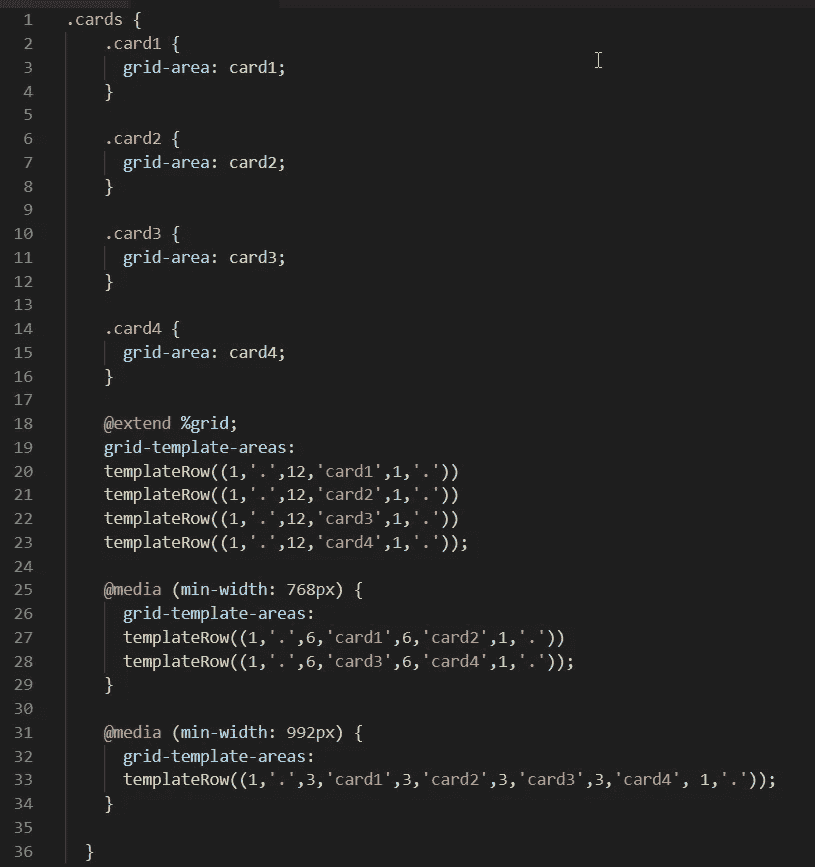 1 .cards {
2 .card1 {
3 grid-area: card1;
4 }
5
6 .card2 {
7 grid-area: card2;
8 }
9
10 .card3 {
11 grid-area: card3;
12 }
13
14 .card4 {
15 grid-area: card4;
16 }
17
18 @extend %grid;
19 grid-template-areas:
20 templateRow((1,'.',12,'card1',1,'.'))
21 templateRow((1,'.',12,'card2',1,'.'))
22 templateRow((1,'.',12,'card3',1,'.'))
23 templateRow((1,'.',12,'card4',1,'.'));
24
25 @media (min-width: 768px) {
26 grid-template-areas:
27 templateRow((1,'.',6,'card1',6,'card2',1,'.'))
28 templateRow((1,'.',6,'card3',6,'card4',1,'.'));
29 }
30
31 @media (min-width: 992px) {
32 grid-template-areas:
33 templateRow((1,'.',3,'card1',3,'card2',3,'card3',3,'card4', 1,'.'));
34 }
35
36 }